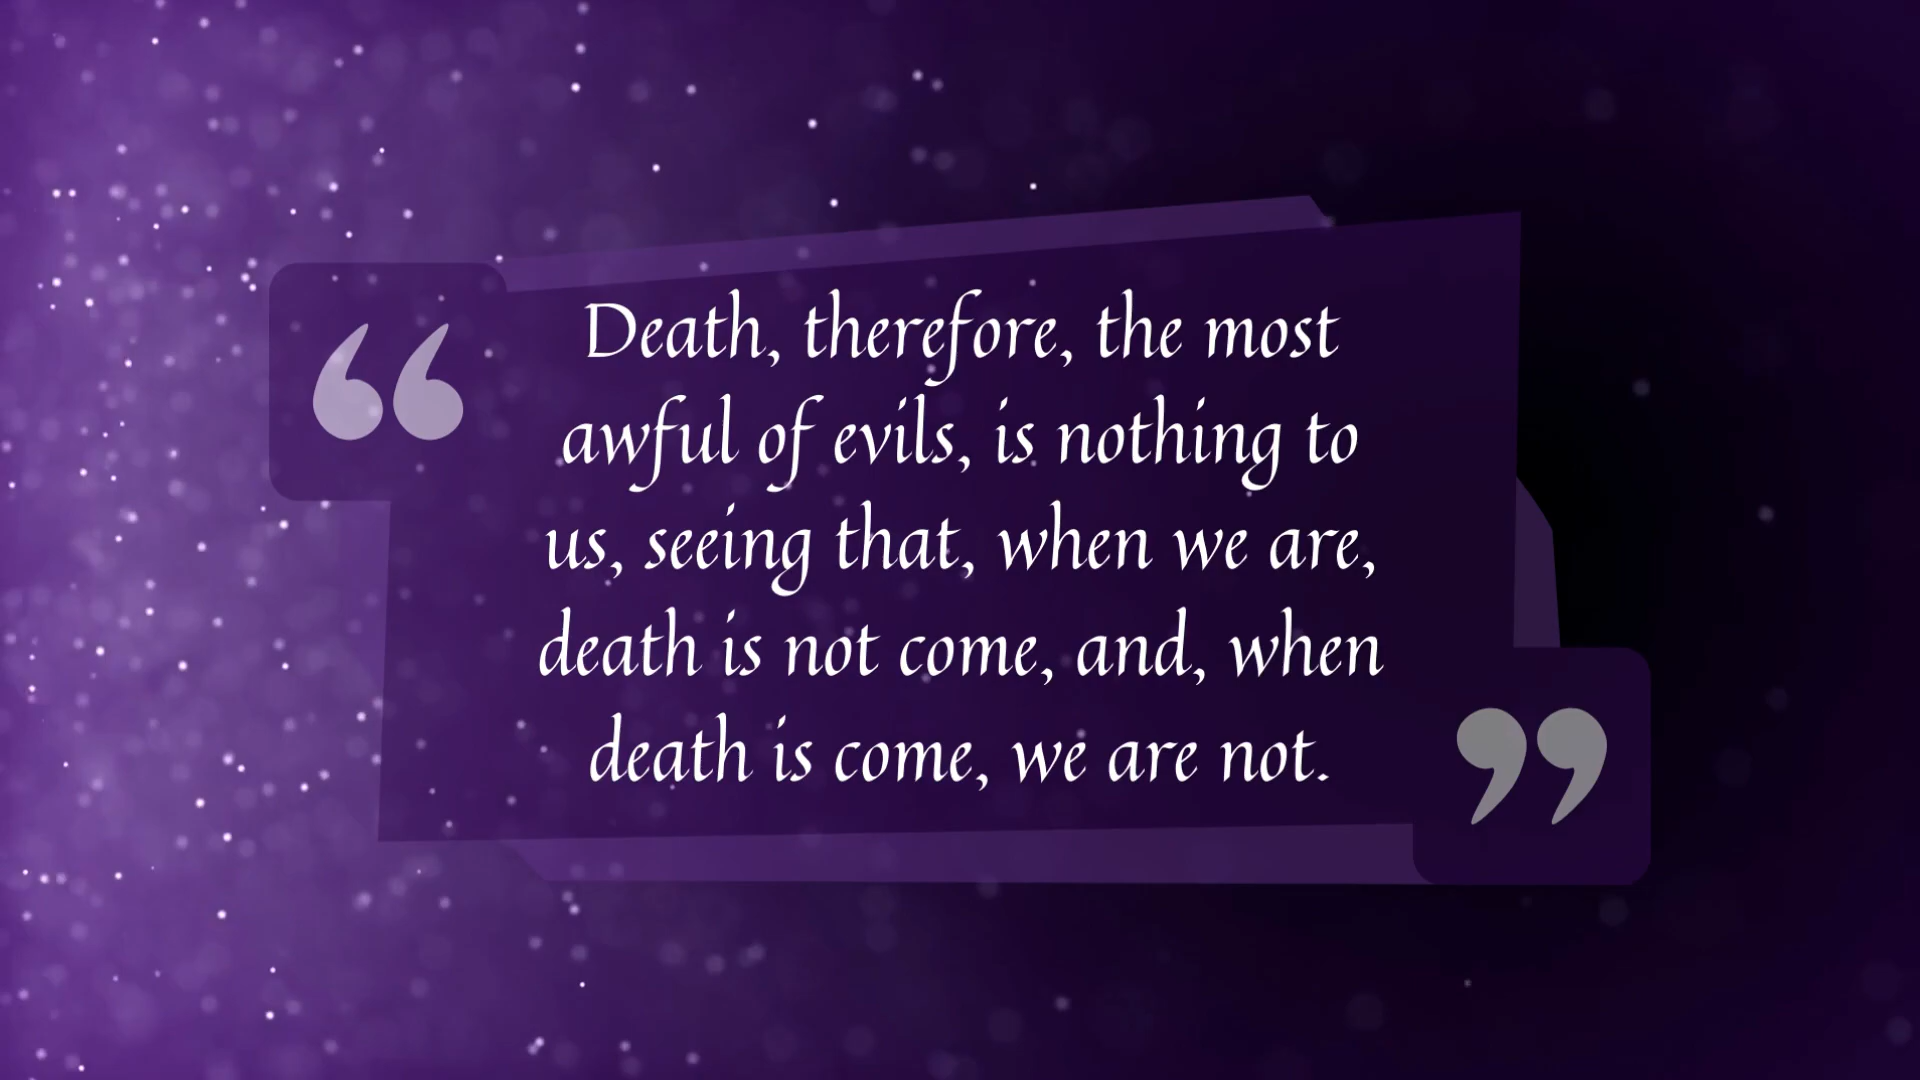 “
Death, therefore, the most
awful of evils, is nothing to
us, seeing that, when we are,
death is not come, and, when
death is come, we are not.
”